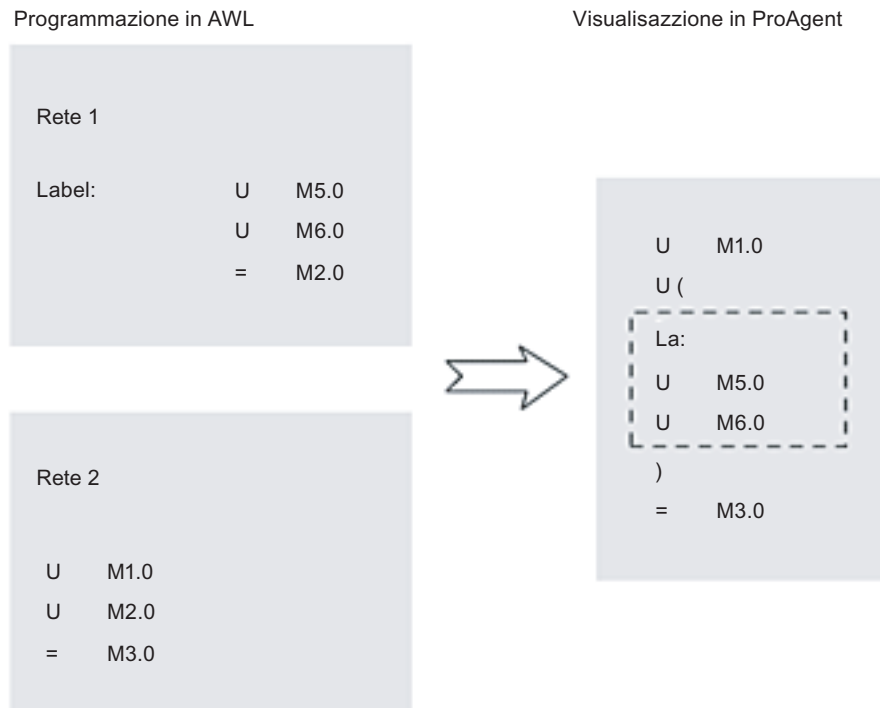 Programmazione in AWL
Visualisazzione in ProAgent
Rete 1
Label: U M5.0
U M6.0
= M2.0
Rete 2
U M1.0
U M2.0
= M3.0
U M1.0
U (
La:
U M5.0
U M6.0
)
= M3.0